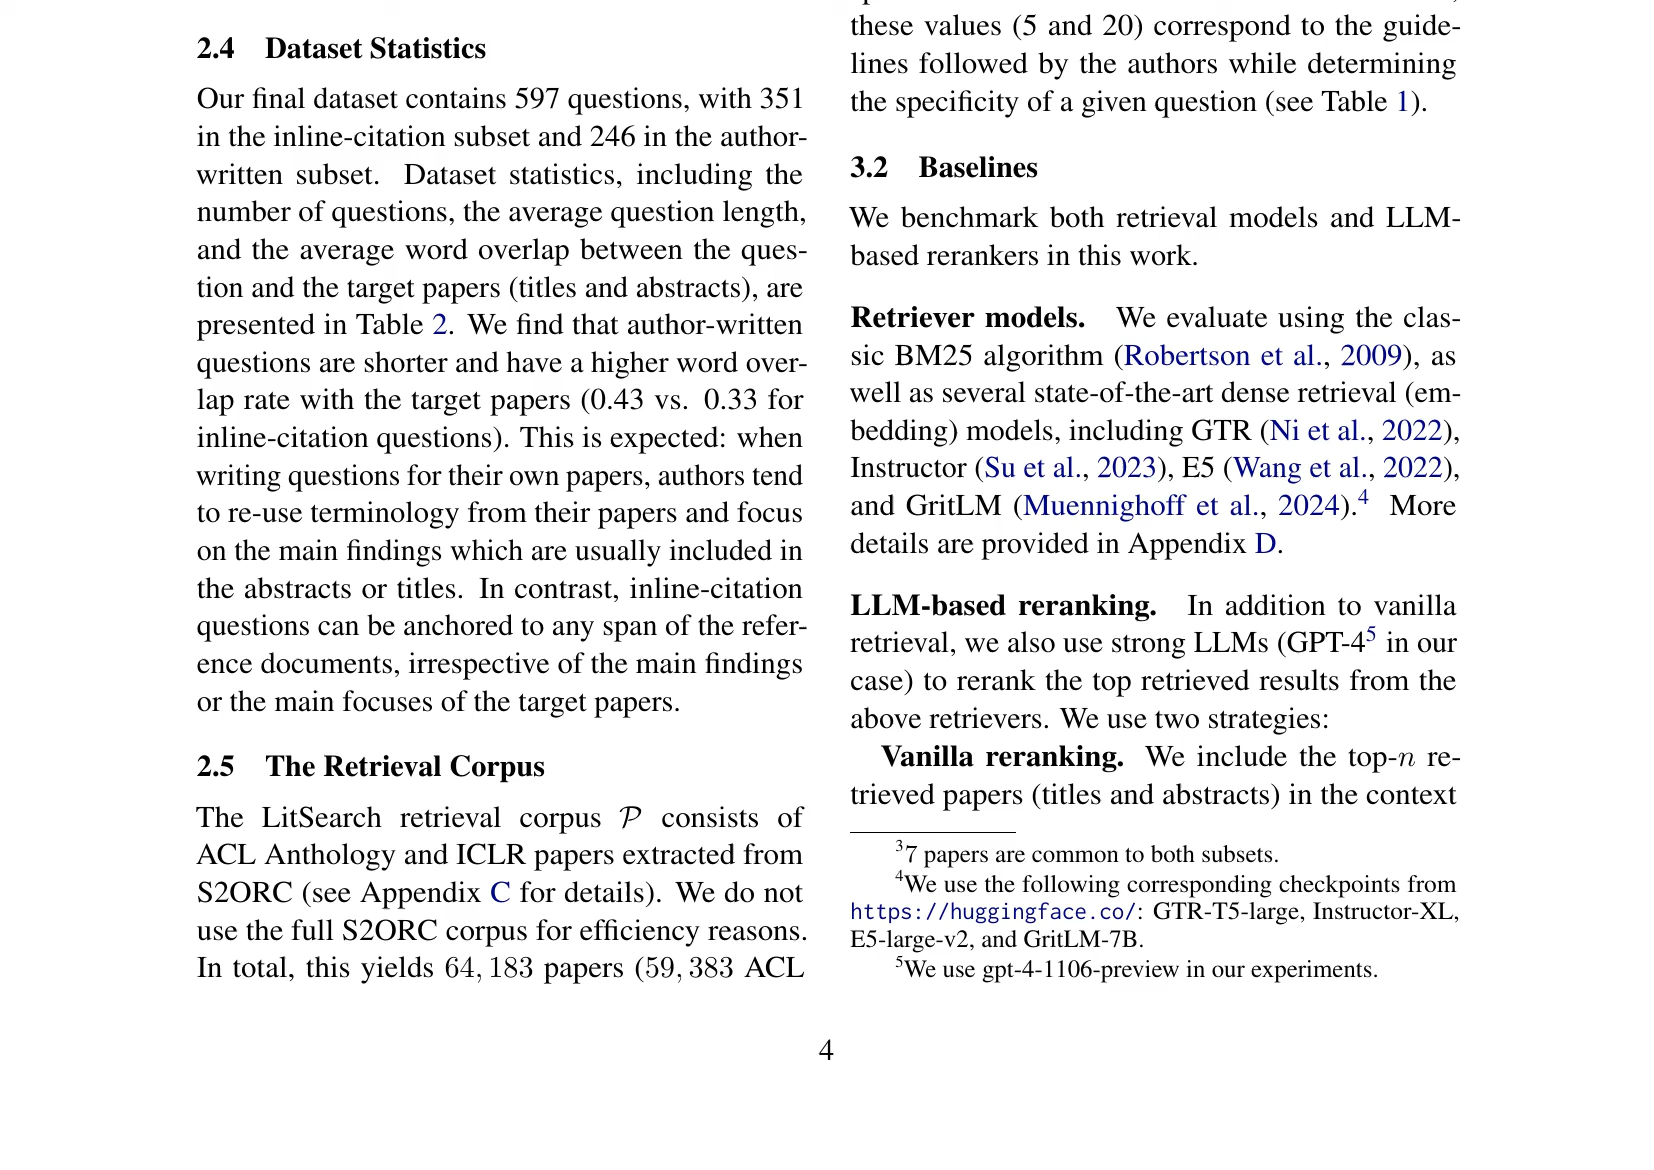 2.4 Dataset Statistics
Our final dataset contains 597 questions, with 351
in the inline-citation subset and 246 in the author-
written subset. Dataset statistics, including the
number of questions, the average question length,
and the average word overlap between the ques-
tion and the target papers (titles and abstracts), are
presented in Table 2. We find that author-written
questions are shorter and have a higher word over-
lap rate with the target papers (0.43 vs. 0.33 for
inline-citation questions). This is expected: when
writing questions for their own papers, authors tend
to re-use terminology from their papers and focus
on the main findings which are usually included in
the abstracts or titles. In contrast, inline-citation
questions can be anchored to any span of the refer-
ence documents, irrespective of the main findings
or the main focuses of the target papers.
2.5 The Retrieval Corpus
The LitSearch retrieval corpus 𝒫 consists of
ACL Anthology and ICLR papers extracted from
S2ORC (see Appendix C for details). We do not
use the full S2ORC corpus for efficiency reasons.
In total, this yields 64, 183 papers (59, 383 ACL
these values (5 and 20) correspond to the guide-
lines followed by the authors while determining
the specificity of a given question (see Table 1).
3.2 Baselines
We benchmark both retrieval models and LLM-
based rerankers in this work.
Retriever models. We evaluate using the clas-
sic BM25 algorithm (Robertson et al., 2009), as
well as several state-of-the-art dense retrieval (em-
bedding) models, including GTR (Ni et al., 2022),
Instructor (Su et al., 2023), E5 (Wang et al., 2022),
and GritLM (Muennighoff et al., 2024).⁴ More
details are provided in Appendix D.
LLM-based reranking. In addition to vanilla
retrieval, we also use strong LLMs (GPT-4⁵ in our
case) to rerank the top retrieved results from the
above retrievers. We use two strategies:
Vanilla reranking. We include the top-n re-
trieved papers (titles and abstracts) in the context
³7 papers are common to both subsets.
⁴We use the following corresponding checkpoints from
https://huggingface.co/: GTR-T5-large, Instructor-XL,
E5-large-v2, and GritLM-7B.
⁵We use gpt-4-1106-preview in our experiments.
4